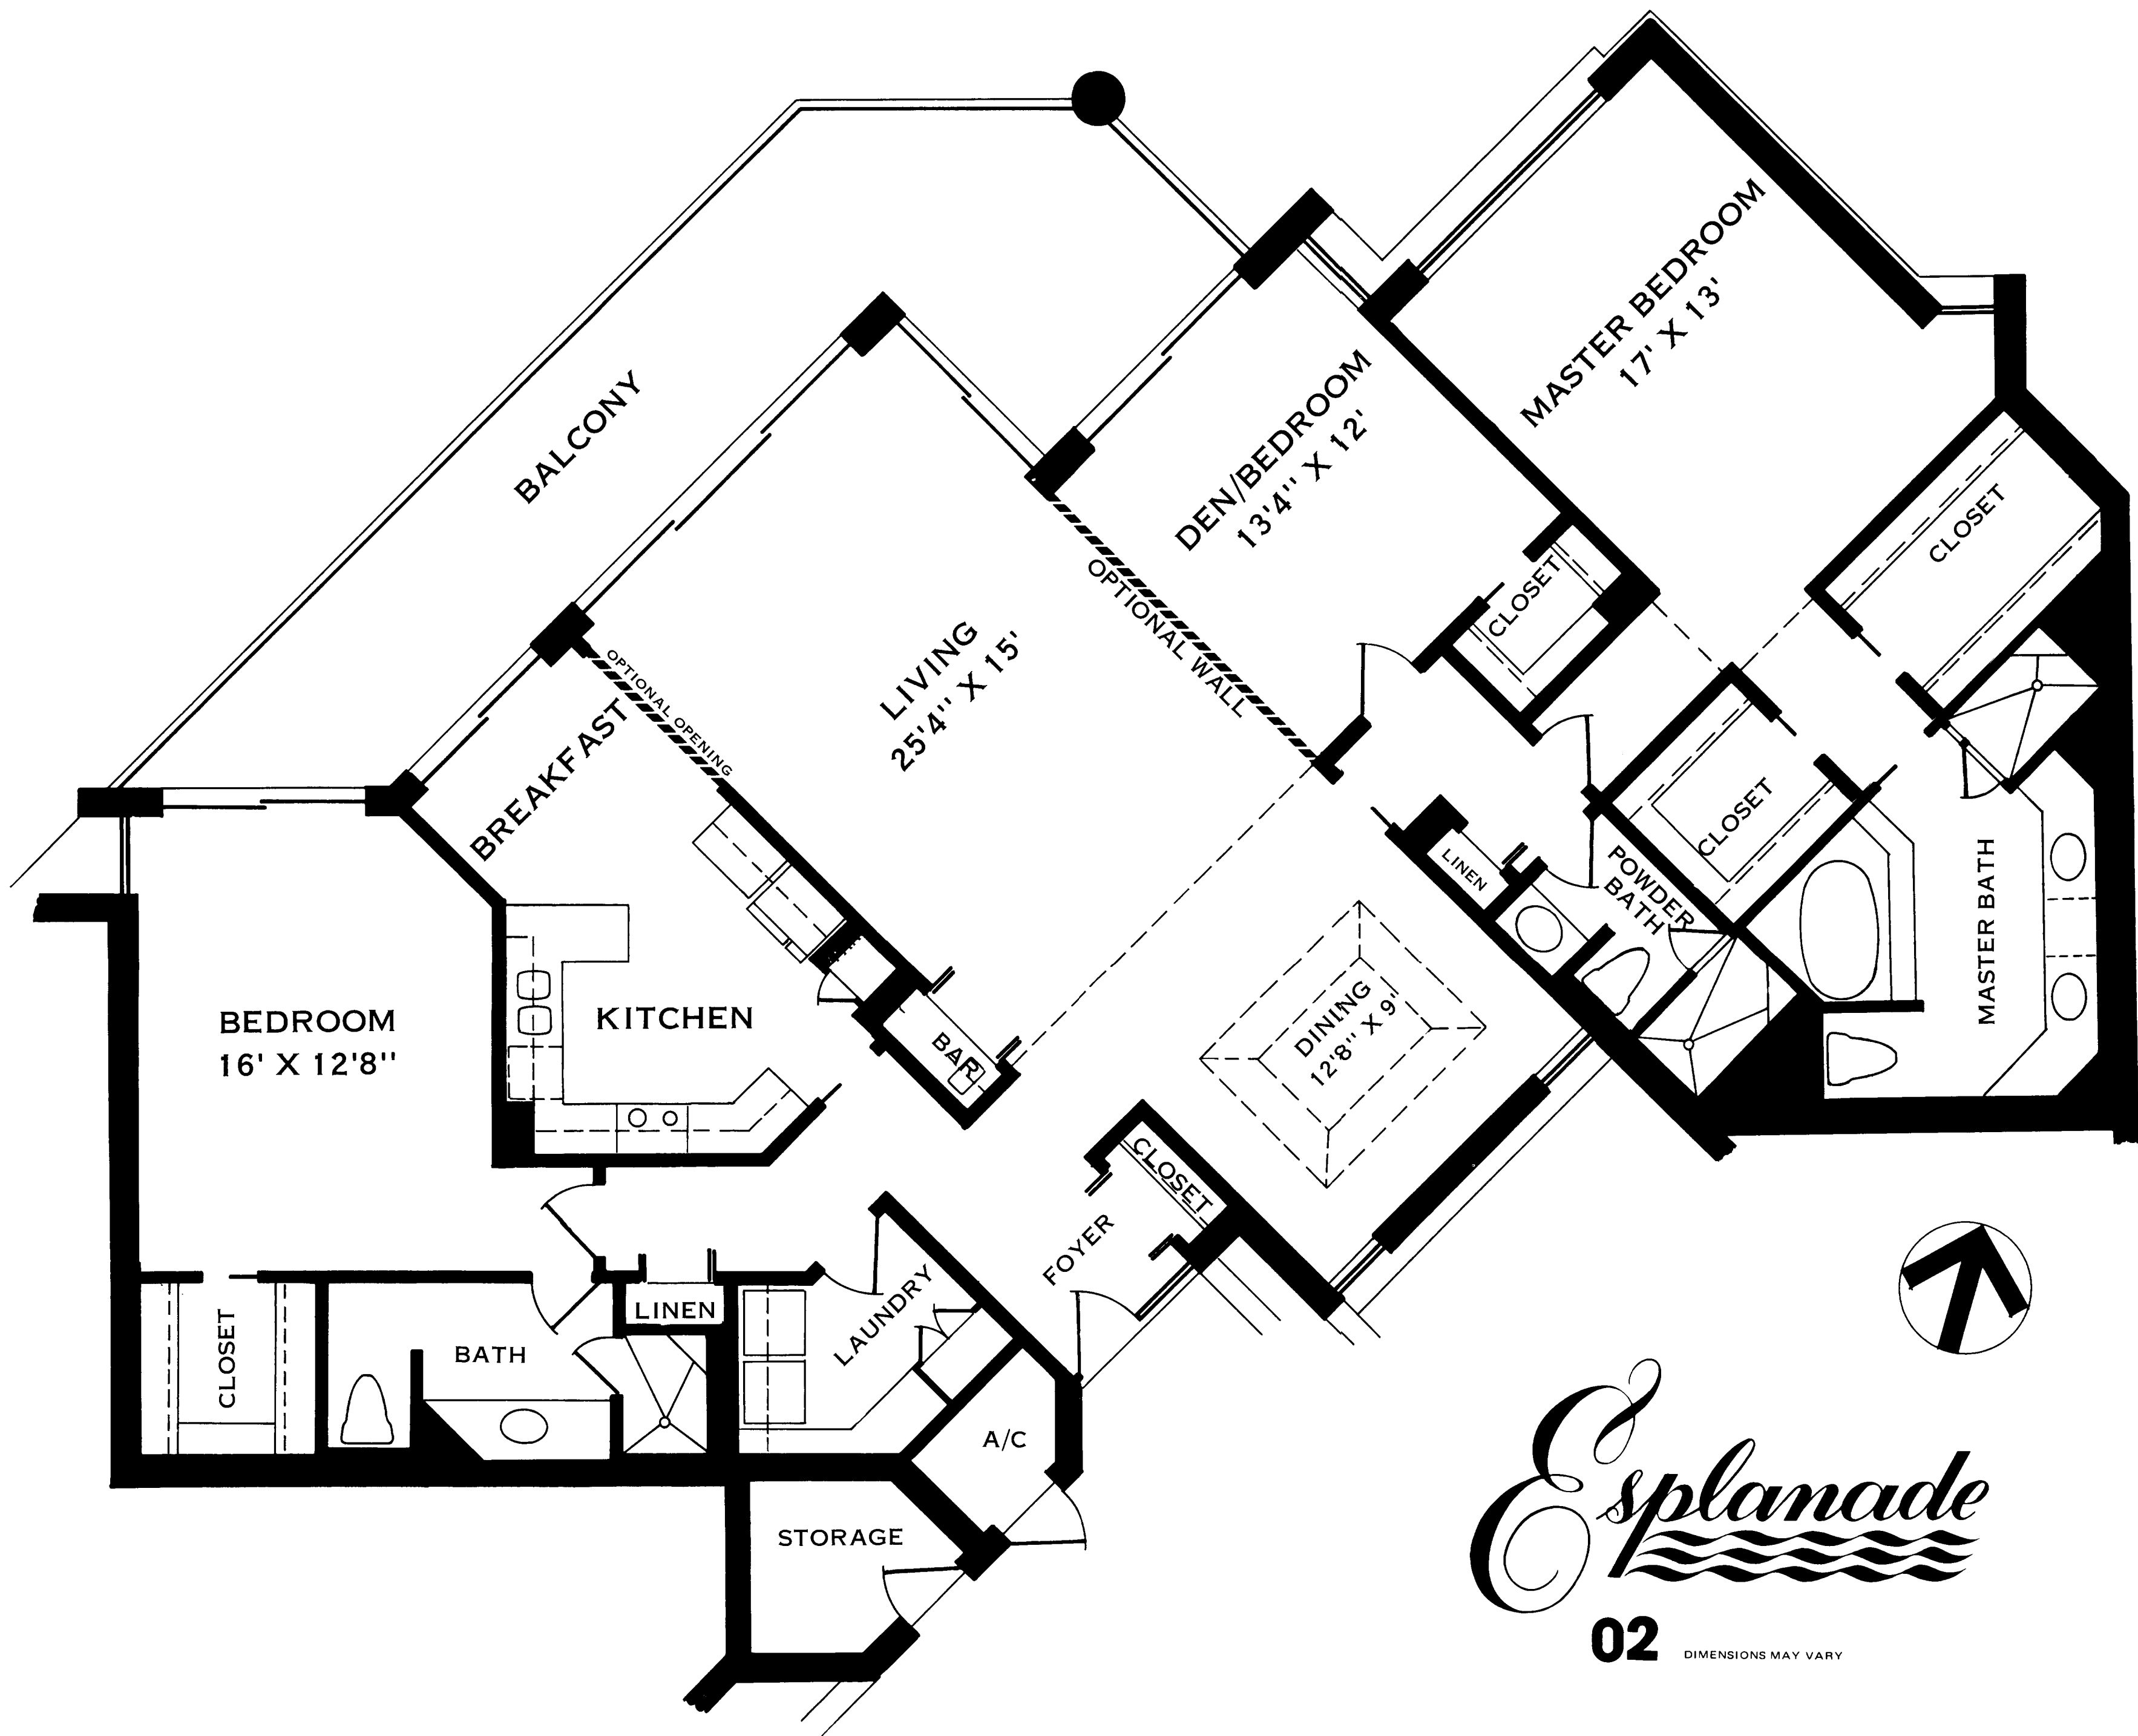 MASTER BEDROOM
17' X 13'
BALCONY
DEN/BEDROOM
13'4'' X 12'
CLOSET
CLOSET
OPTIONAL WALL
LIVING
25'4'' X 15'
OPTIONAL OPENING
BREAKFAST
CLOSET
LINEN
POWDER
BATH
MASTER BATH
BEDROOM
16' X 12'8''
KITCHEN
BAR
DINING
12'8'' X 9'
CLOSET
FOYER
CLOSET
BATH
LINEN
LAUNDRY
A/C
STORAGE
Esplanade
02
DIMENSIONS MAY VARY